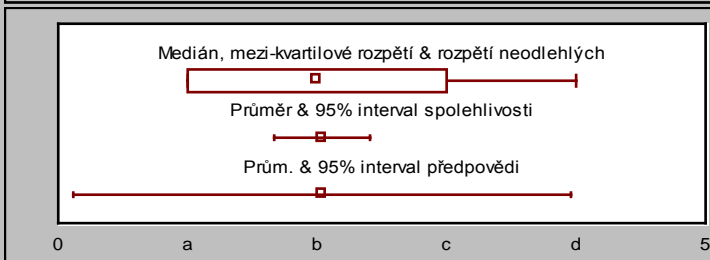 Medián, mezi-kvartilové rozpětí & rozpětí neodlehlých
Průměr & 95% interval spolehlivosti
Prům. & 95% interval předpovědi
0 a b c d 5